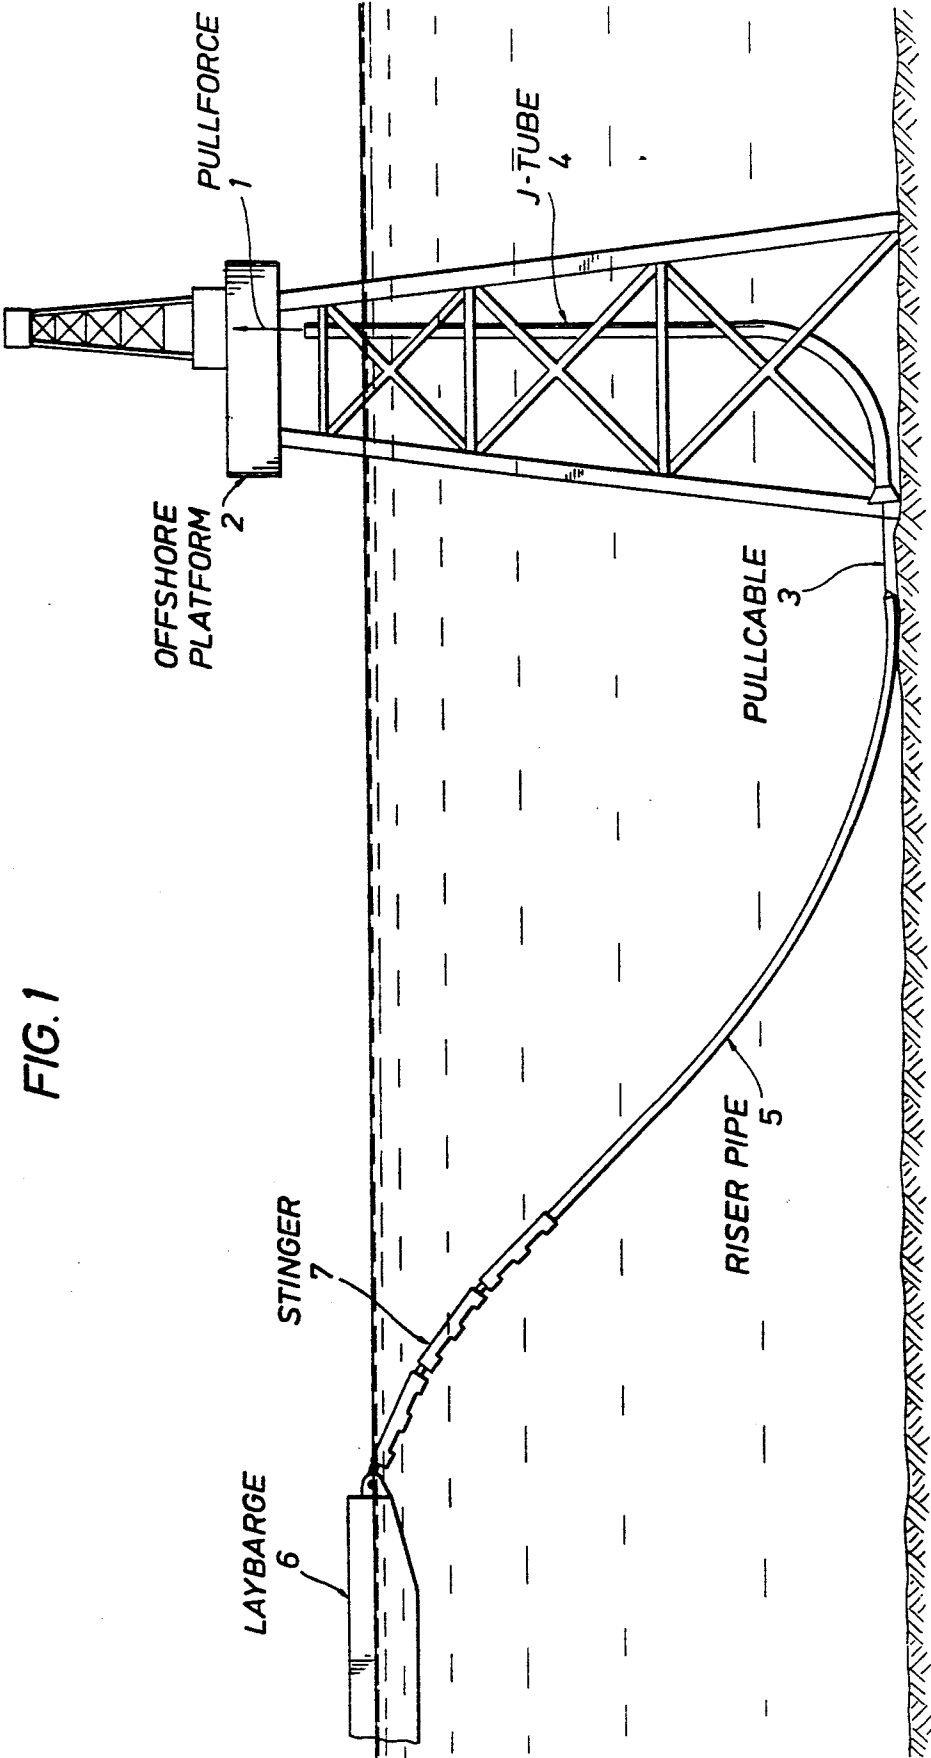 FIG. 1
LAYBARGE
6
STINGER
7
RISER PIPE
5
OFFSHORE
PLATFORM
2
PULLCABLE
3
PULLFORCE
1
J-TUBE
4